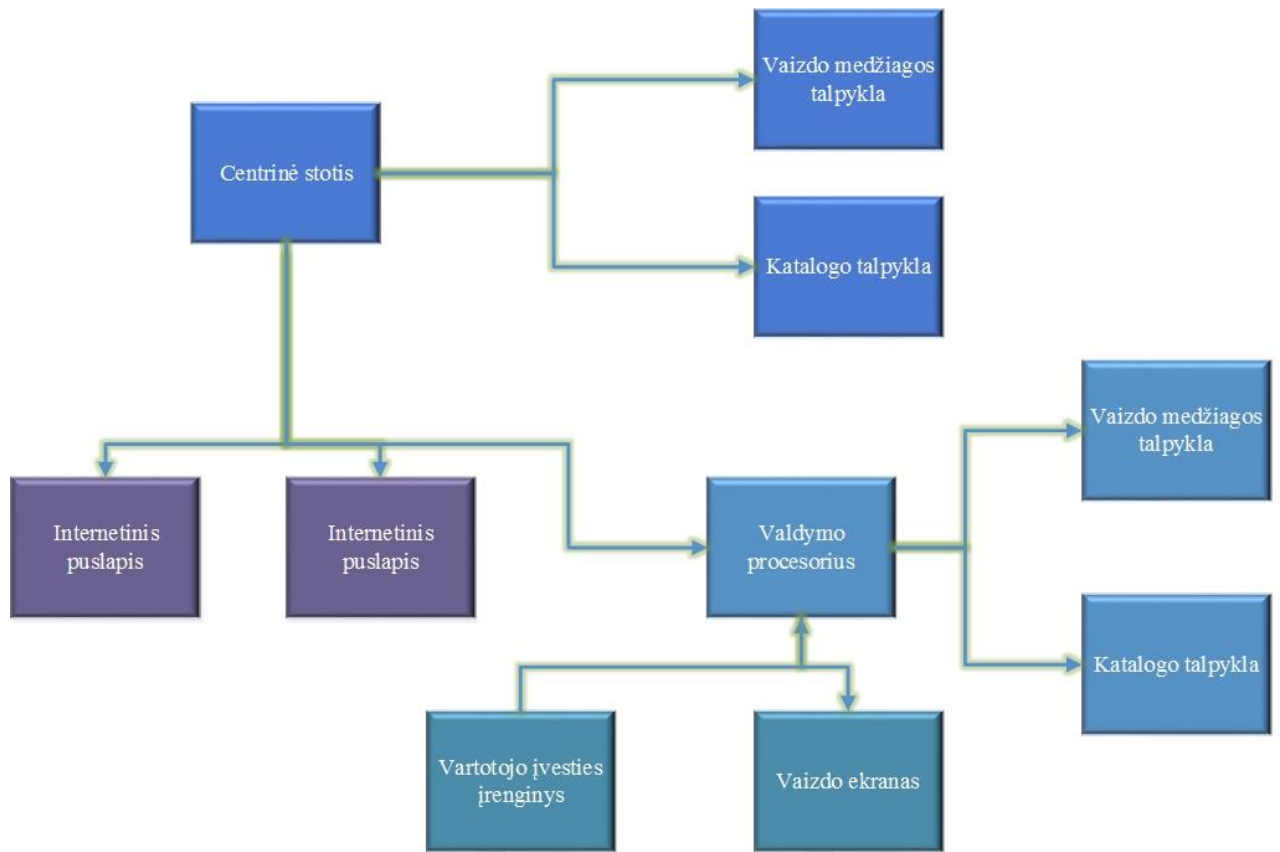 Vaizdo medžiagos
talpykla
Centrinė stotis
Katalogo talpykla
Vaizdo medžiagos
talpykla
Internetinis
puslapis
Internetinis
puslapis
Valdymo
procesorius
Katalogo talpykla
Vartotojo įvesties
įrenginys
Vaizdo ekranas